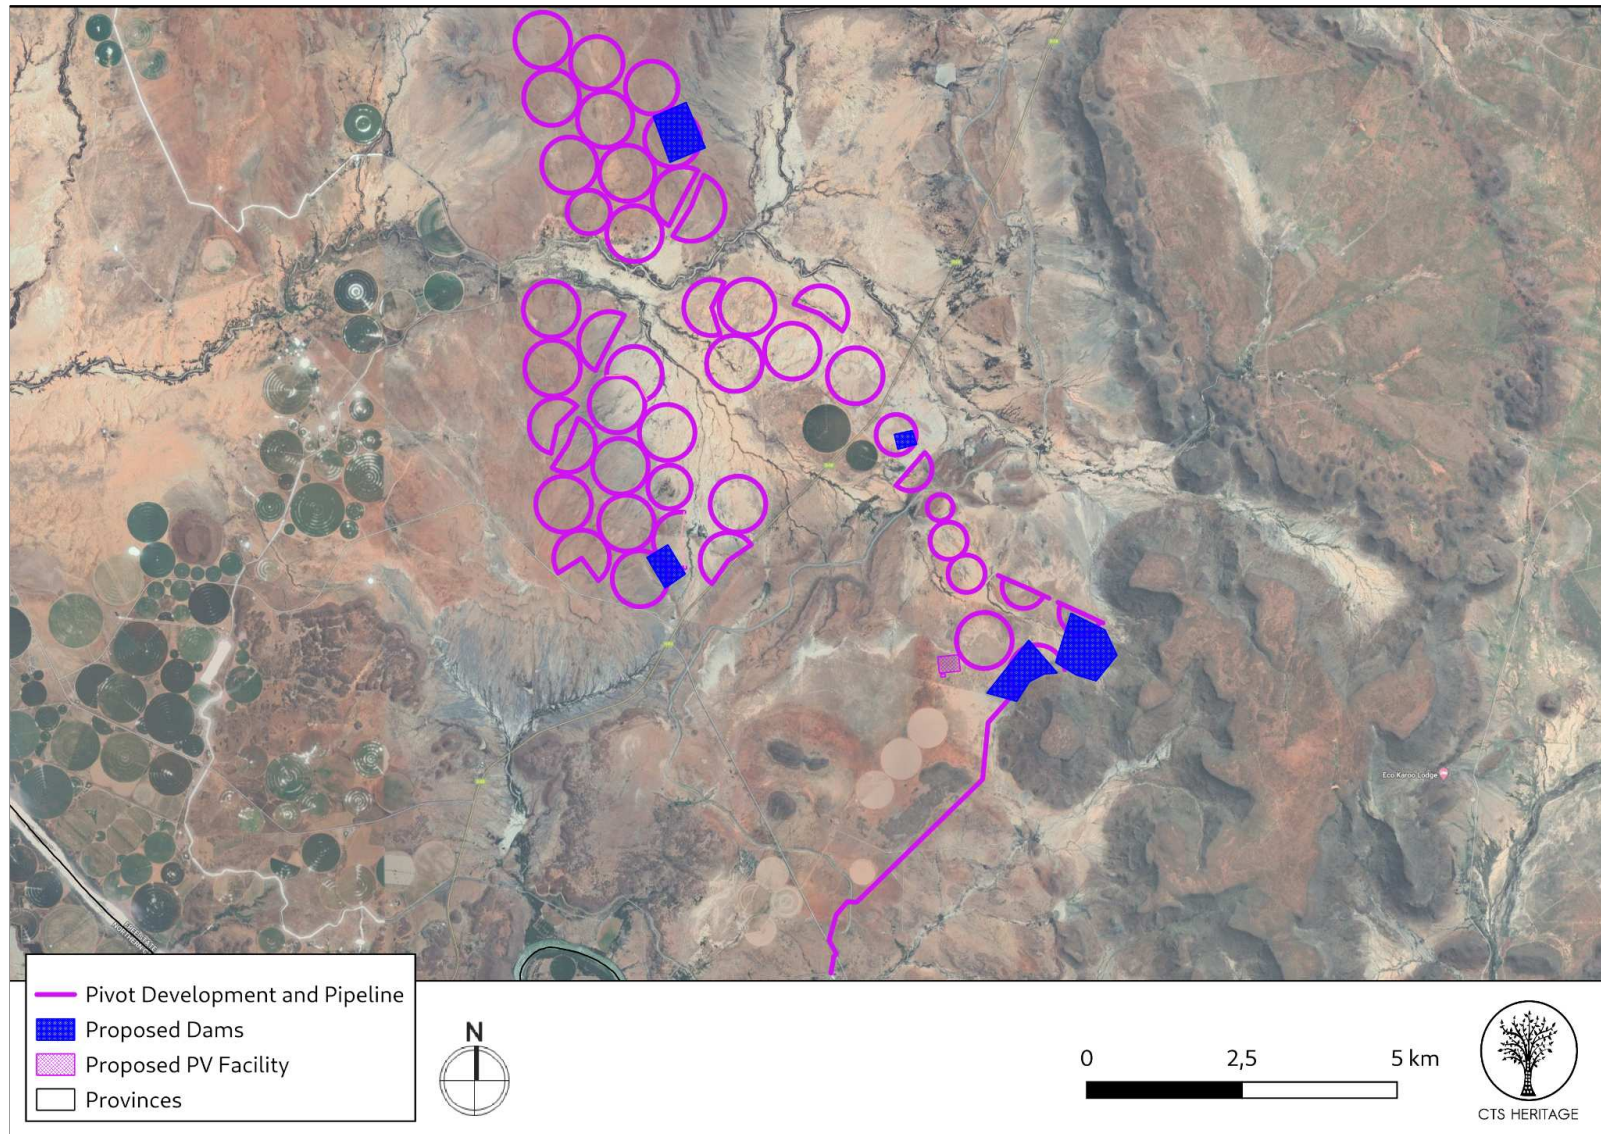 Eco Karoo Lodge
Pivot Development and Pipeline
Proposed Dams
Proposed PV Facility
Provinces
N
0 2,5 5 km
CTS HERITAGE